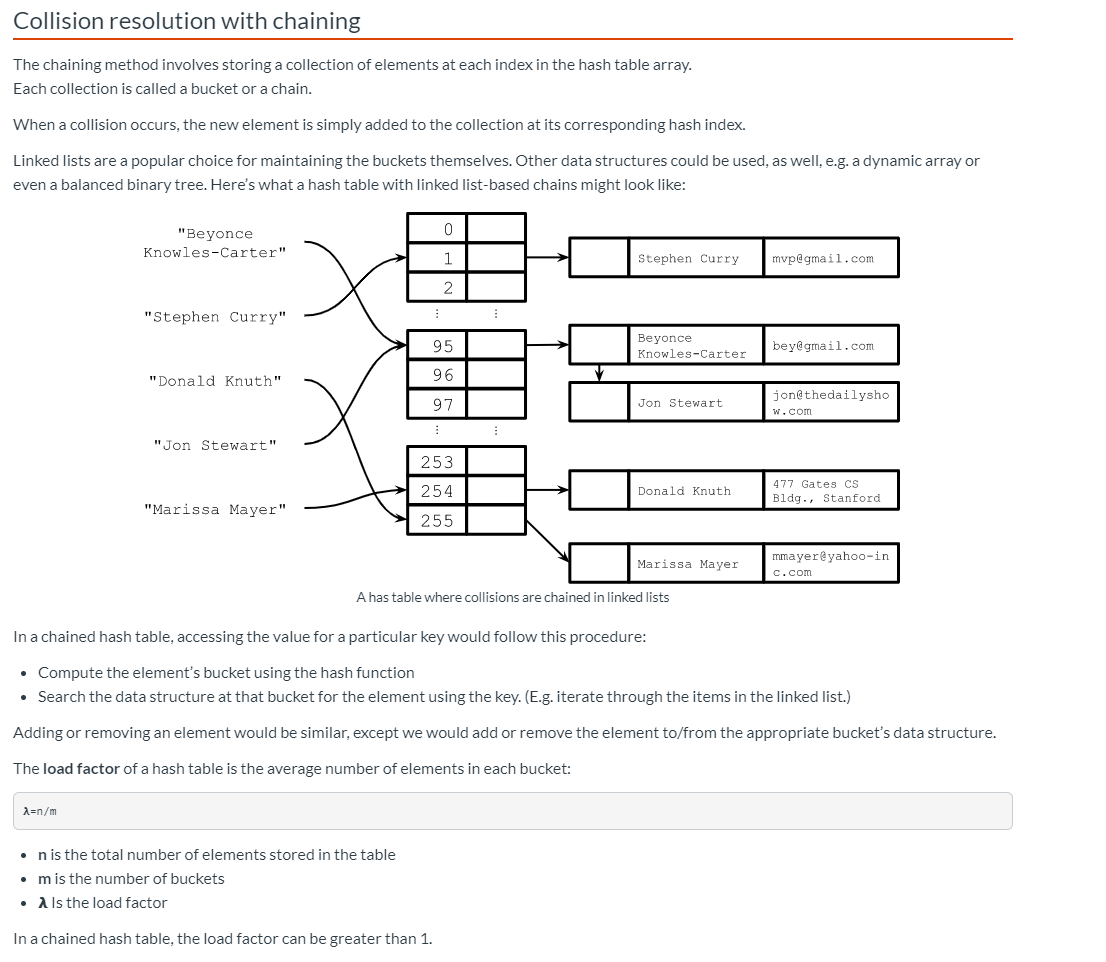 Collision resolution with chaining
The chaining method involves storing a collection of elements at each index in the hash table array.
Each collection is called a bucket or a chain.
When a collision occurs, the new element is simply added to the collection at its corresponding hash index.
Linked lists are a popular choice for maintaining the buckets themselves. Other data structures could be used, as well, e.g. a dynamic array or
even a balanced binary tree. Here’s what a hash table with linked list-based chains might look like:
"Beyonce
Knowles-Carter"
"Stephen Curry"
"Donald Knuth"
"Jon Stewart"
"Marissa Mayer"
0
1
2
⋮ ⋮
95
96
97
⋮ ⋮
253
254
255
Stephen Curry
mvp@gmail.com
Beyonce
Knowles-Carter
bey@gmail.com
Jon Stewart
jon@thedailysho
w.com
Donald Knuth
477 Gates CS
Bldg., Stanford
Marissa Mayer
mmayer@yahoo-in
c.com
A has table where collisions are chained in linked lists
In a chained hash table, accessing the value for a particular key would follow this procedure:
• Compute the element’s bucket using the hash function
• Search the data structure at that bucket for the element using the key. (E.g. iterate through the items in the linked list.)
Adding or removing an element would be similar, except we would add or remove the element to/from the appropriate bucket’s data structure.
The load factor of a hash table is the average number of elements in each bucket:
λ=n/m
• n is the total number of elements stored in the table
• m is the number of buckets
• λ Is the load factor
In a chained hash table, the load factor can be greater than 1.